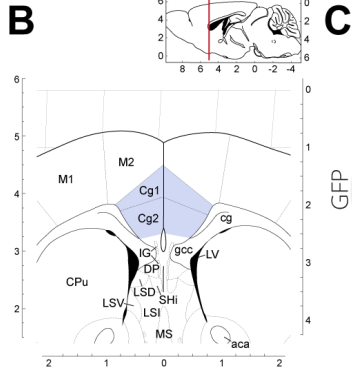 B
C
6
4
2
0
0
2
4
6
8 6 4 2 0 -2 -4
6
5
4
3
2
0
1
2
3
4
GFP
M2
M1
Cg1
Cg2
cg
IG
gcc
LV
DP
CPu
LSD
SHi
LSV
LSI
MS
aca
2 1 0 1 2